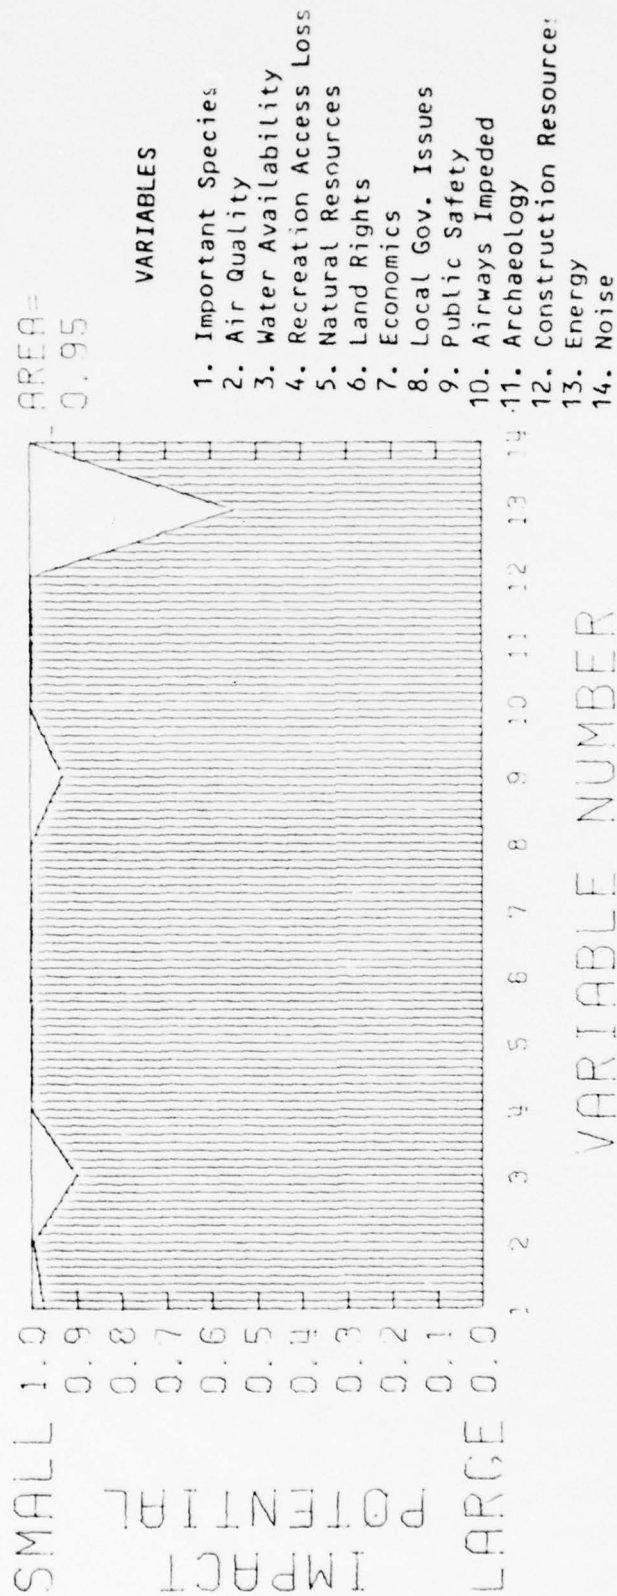 SMALL 1.0
0.9
0.8
0.7
0.6
0.5
0.4
0.3
0.2
0.1
LARGE 0.0
IMPACT
POTENTIAL
1 2 3 4 5 6 7 8 9 10 11 12 13 14
VARIABLE NUMBER
AREA=
0.95
VARIABLES
1. Important Species
2. Air Quality
3. Water Availability
4. Recreation Access Loss
5. Natural Resources
6. Land Rights
7. Economics
8. Local Gov. Issues
9. Public Safety
10. Airways Impeded
11. Archaeology
12. Construction Resources
13. Energy
14. Noise